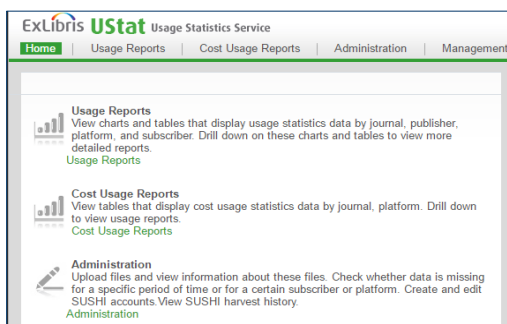 ExLibris UStat Usage Statistics Service
Home | Usage Reports | Cost Usage Reports | Administration | Management
Usage Reports
View charts and tables that display usage statistics data by journal, publisher,
platform, and subscriber. Drill down on these charts and tables to view more
detailed reports.
Usage Reports
Cost Usage Reports
View tables that display cost usage statistics data by journal, platform. Drill down
to view usage reports.
Cost Usage Reports
Administration
Upload files and view information about these files. Check whether data is missing
for a specific period of time or for a certain subscriber or platform. Create and edit
SUSHI accounts.View SUSHI harvest history.
Administration